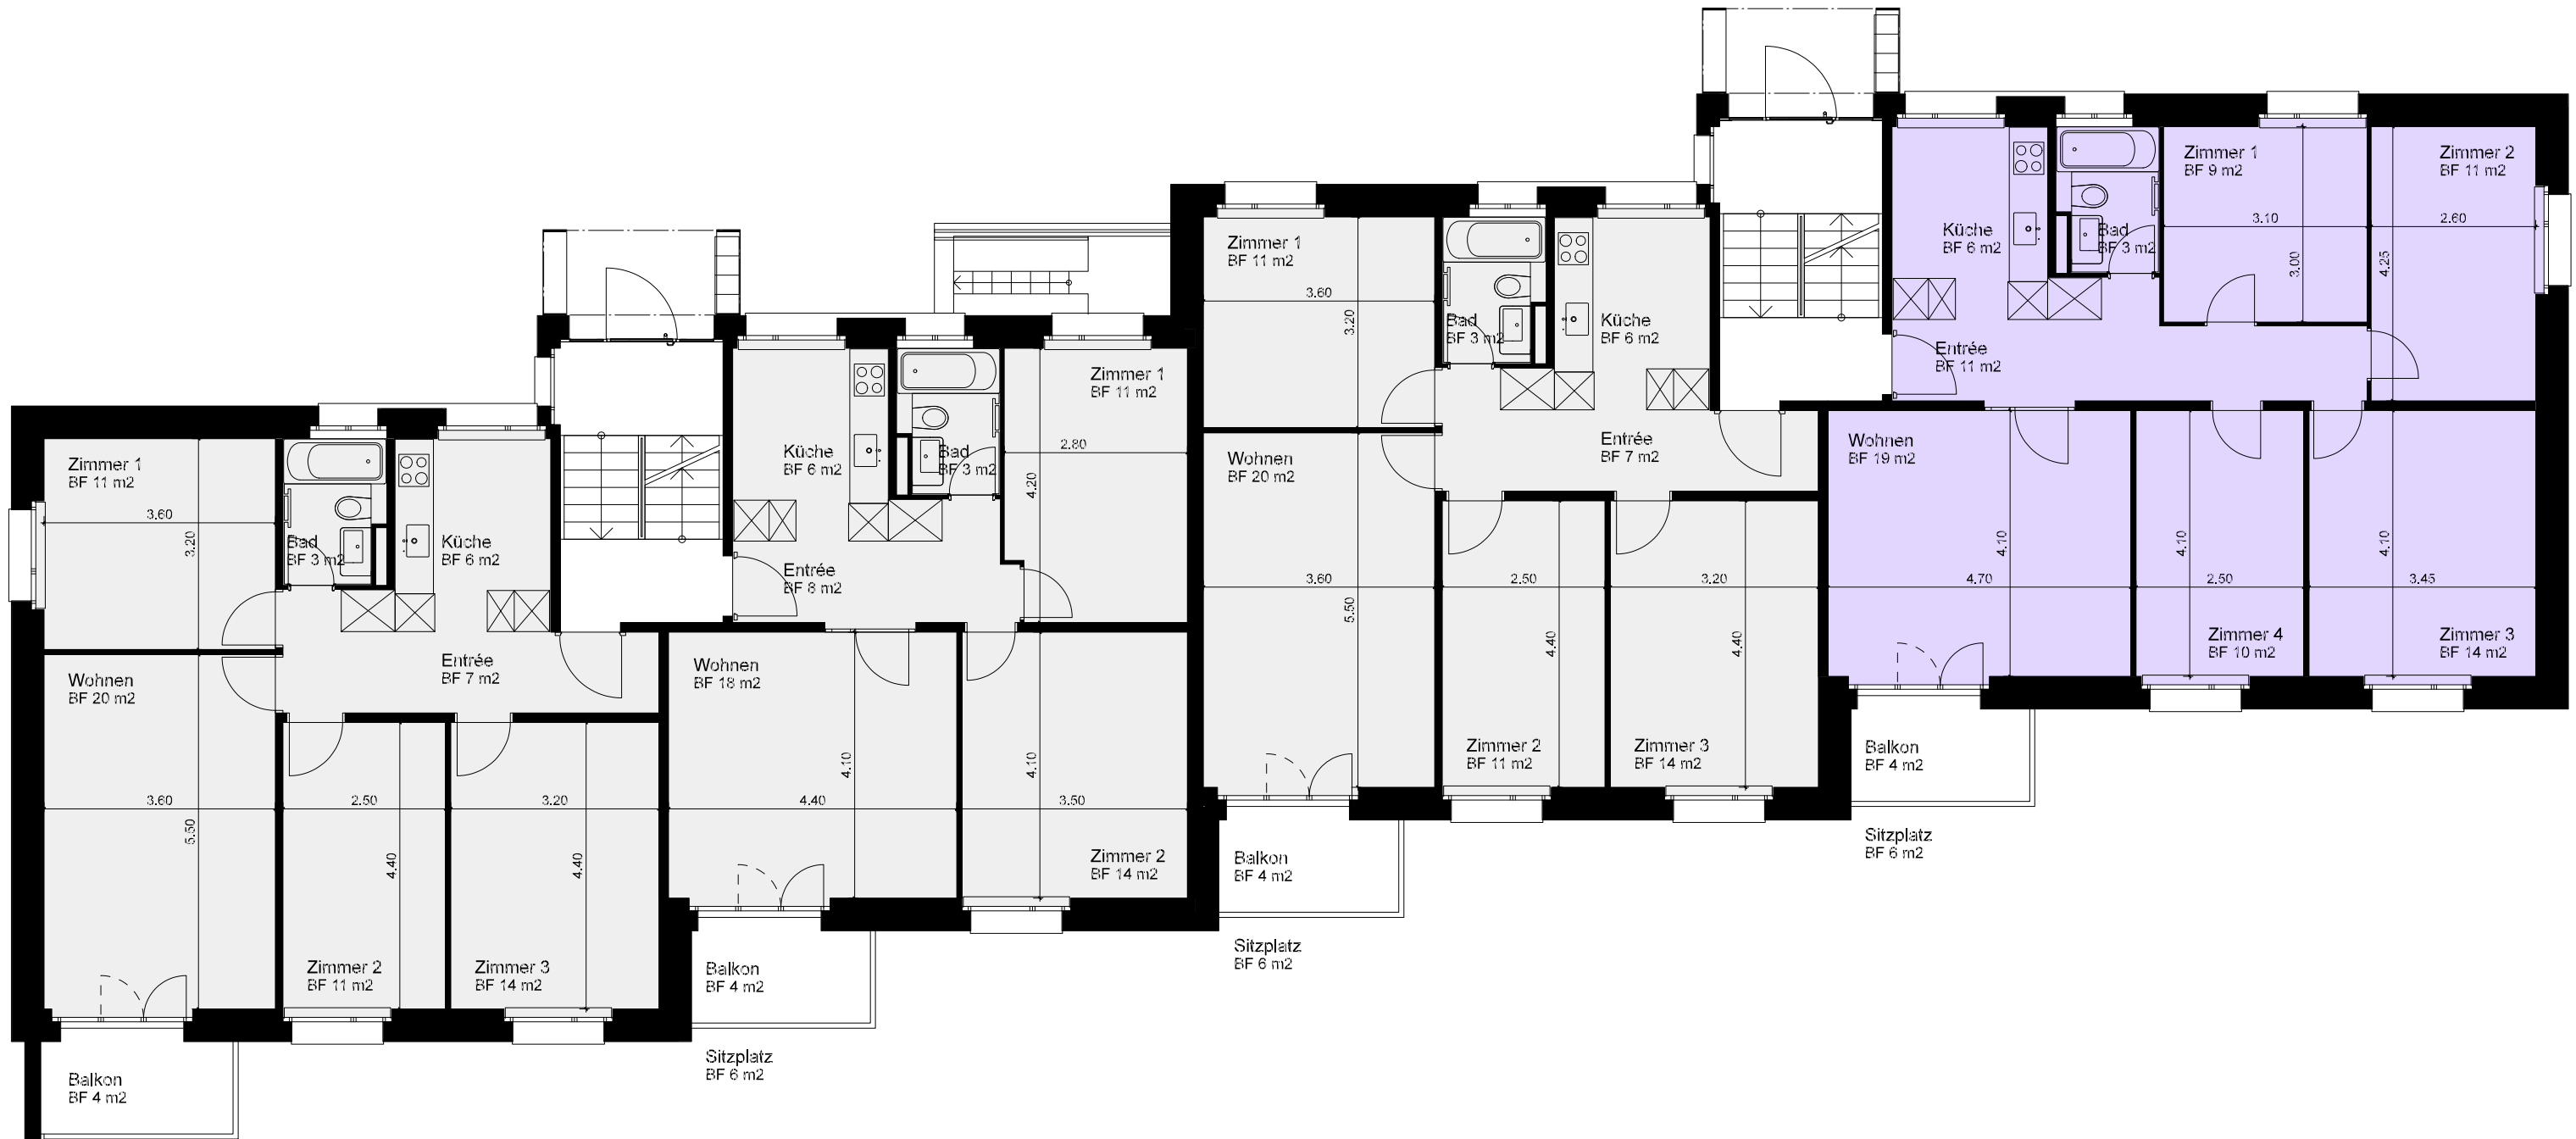 Zimmer 1
BF 11 m2
3.60
3.20
Bad
BF 3 m2
Küche
BF 6 m2
Entrée
BF 7 m2
Wohnen
BF 20 m2
3.60
5.50
2.50
4.40
Zimmer 2
BF 11 m2
3.20
4.40
Zimmer 3
BF 14 m2
Balkon
BF 4 m2
Küche
BF 6 m2
Bad
BF 3 m2
Zimmer 1
BF 11 m2
2.80
4.20
Entrée
BF 8 m2
Wohnen
BF 18 m2
4.10
4.40
4.10
3.50
Zimmer 2
BF 14 m2
Balkon
BF 4 m2
Sitzplatz
BF 6 m2
Zimmer 1
BF 11 m2
3.60
3.20
Bad
BF 3 m2
Küche
BF 6 m2
Entrée
BF 7 m2
Wohnen
BF 20 m2
3.60
5.50
2.50
4.40
Zimmer 2
BF 11 m2
3.20
4.40
Zimmer 3
BF 14 m2
Balkon
BF 4 m2
Sitzplatz
BF 6 m2
Küche
BF 6 m2
Bad
BF 3 m2
Zimmer 1
BF 9 m2
3.10
3.00
Zimmer 2
BF 11 m2
2.60
4.25
Entrée
BF 11 m2
Wohnen
BF 19 m2
4.10
4.70
4.10
2.50
Zimmer 4
BF 10 m2
4.10
3.45
Zimmer 3
BF 14 m2
Balkon
BF 4 m2
Sitzplatz
BF 6 m2